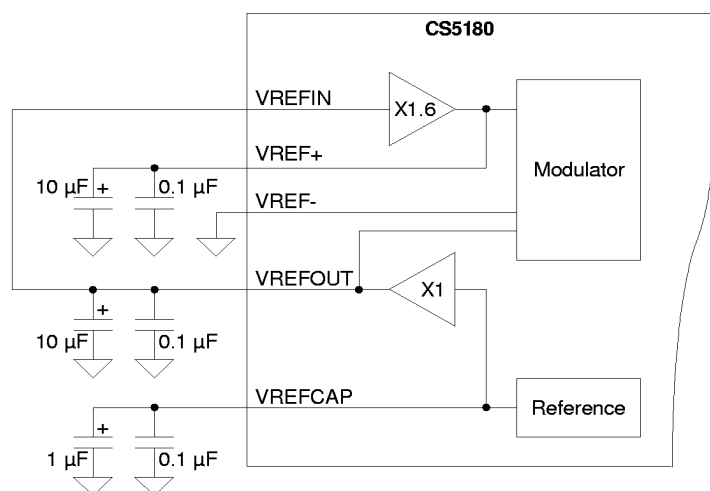 CS5180
VREFIN
X1.6
VREF+
10 µF +
0.1 µF
Modulator
VREF-
VREFOUT
X1
+
10 µF
0.1 µF
VREFCAP
Reference
+
1 µF
0.1 µF